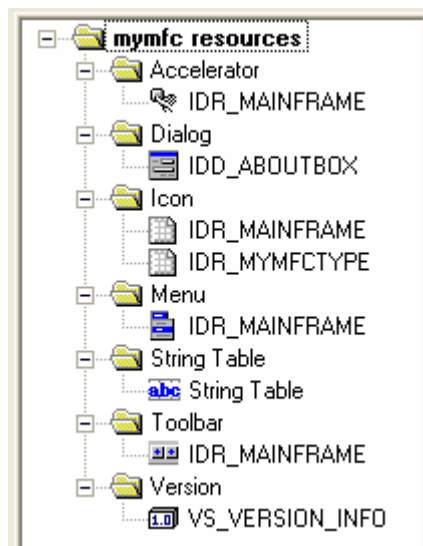 mymfc resources
Accelerator
IDR_MAINFRAME
Dialog
IDD_ABOUTBOX
Icon
IDR_MAINFRAME
IDR_MYMFCTYPE
Menu
IDR_MAINFRAME
String Table
abc String Table
Toolbar
IDR_MAINFRAME
Version
1.0 VS_VERSION_INFO